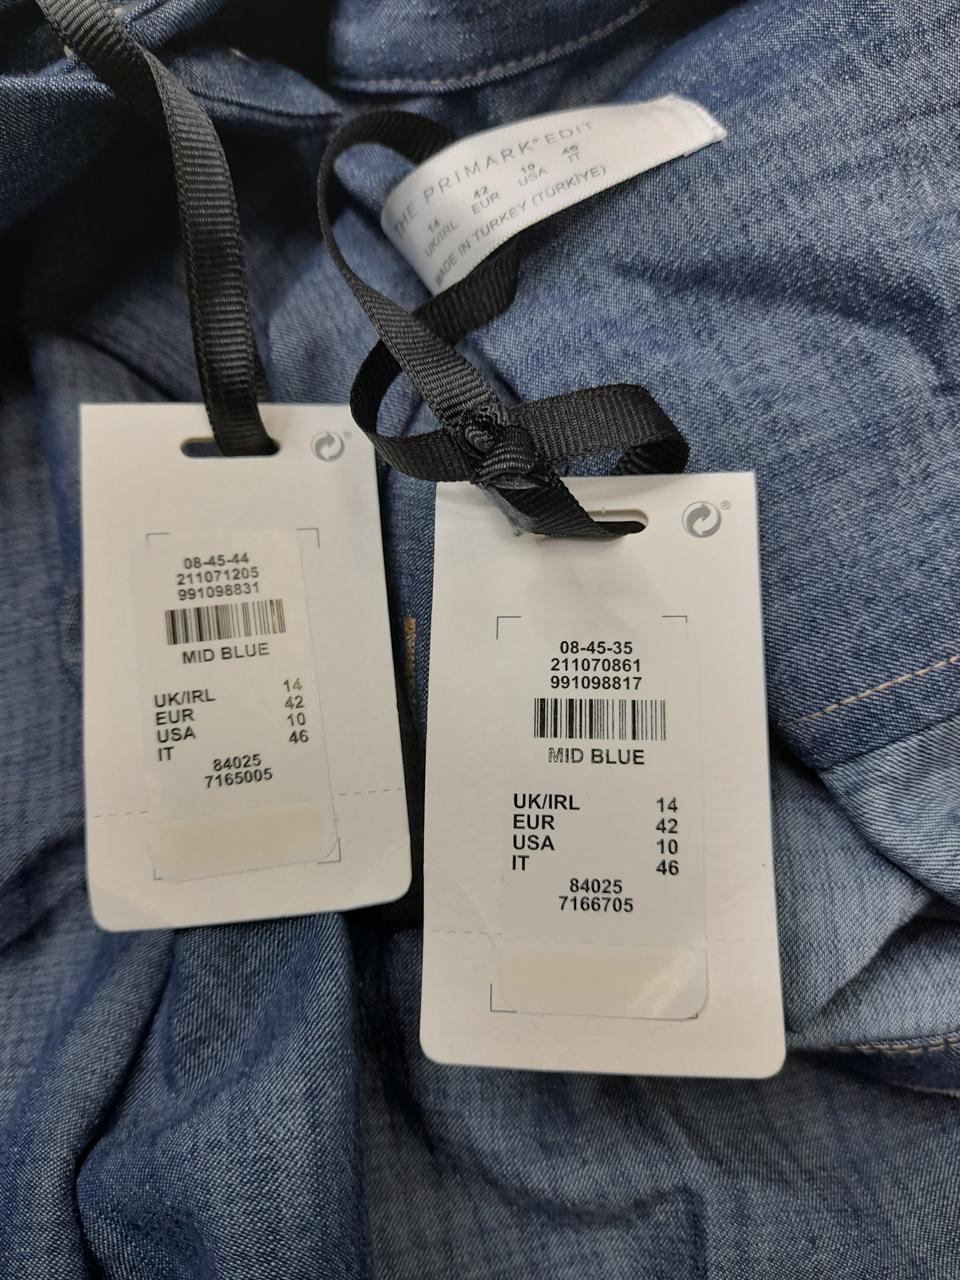 THE PRIMARK® EDIT
14 42 10 46
UK/IRL EUR USA IT
MADE IN TURKEY (TÜRKİYE)
08-45-44
211071205
991098831
MID BLUE
UK/IRL 14
EUR 42
USA 10
IT 46
84025
7165005
®
08-45-35
211070861
991098817
MID BLUE
UK/IRL 14
EUR 42
USA 10
IT 46
84025
7166705